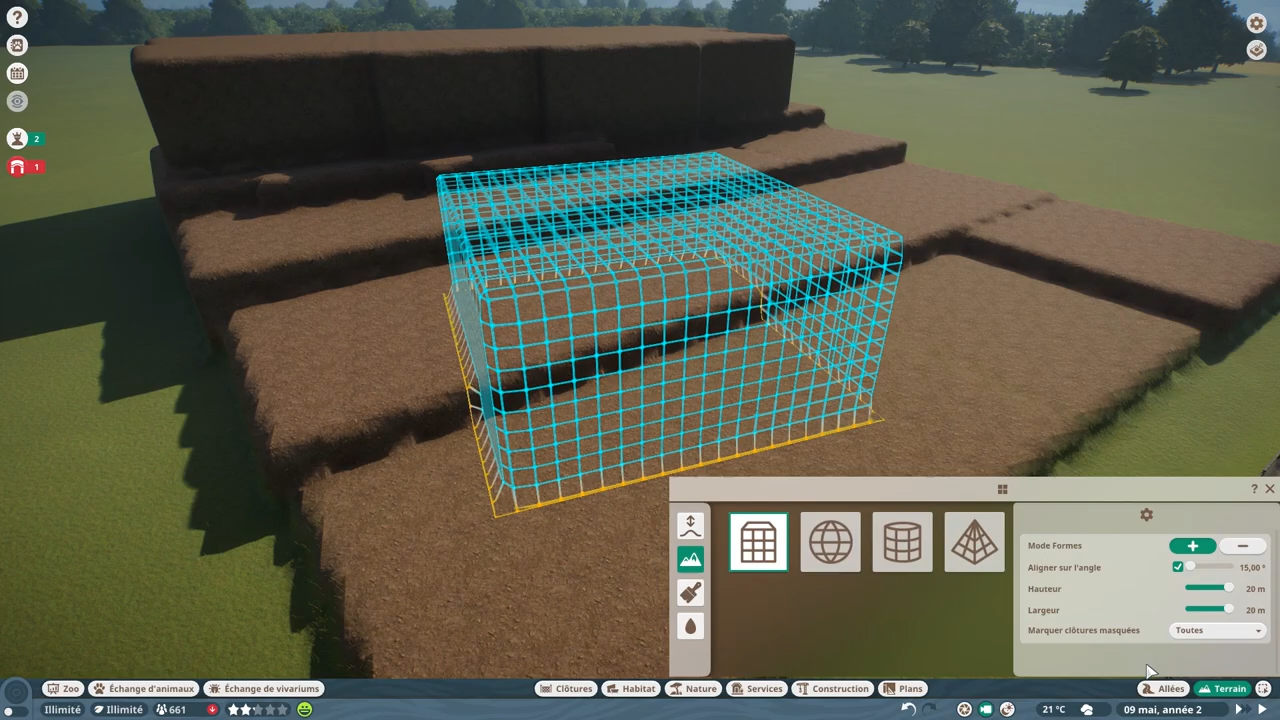 2
1
Mode Formes
Aligner sur l'angle 15,00 °
Hauteur 20 m
Largeur 20 m
Marquer clôtures masquées Toutes
Zoo Échange d'animaux Échange de vivariums Clôtures Habitat Nature Services Construction Plans Allées Terrain
Illimité Illimité 661 21 °C 09 mai, année 2